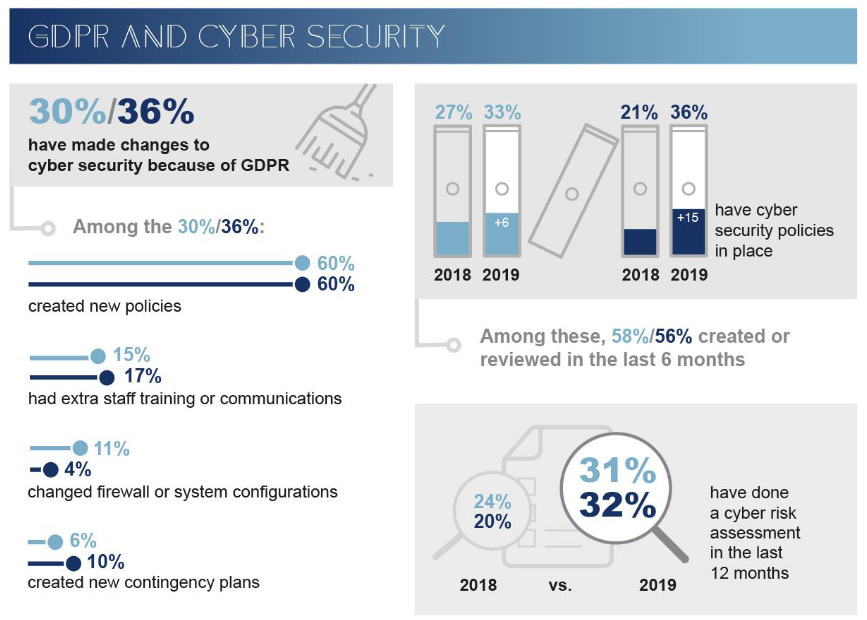 GDPR AND CYBER SECURITY
30%/36%
have made changes to
cyber security because of GDPR
Among the 30%/36%:
60%
60%
created new policies
15%
17%
had extra staff training or communications
11%
4%
changed firewall or system configurations
6%
10%
created new contingency plans
27% 33% 21% 36%
+6 +15
have cyber
security policies
in place
2018 2019 2018 2019
Among these, 58%/56% created or
reviewed in the last 6 months
24%
20%
31%
32%
have done
a cyber risk
assessment
in the last
12 months
2018 vs. 2019